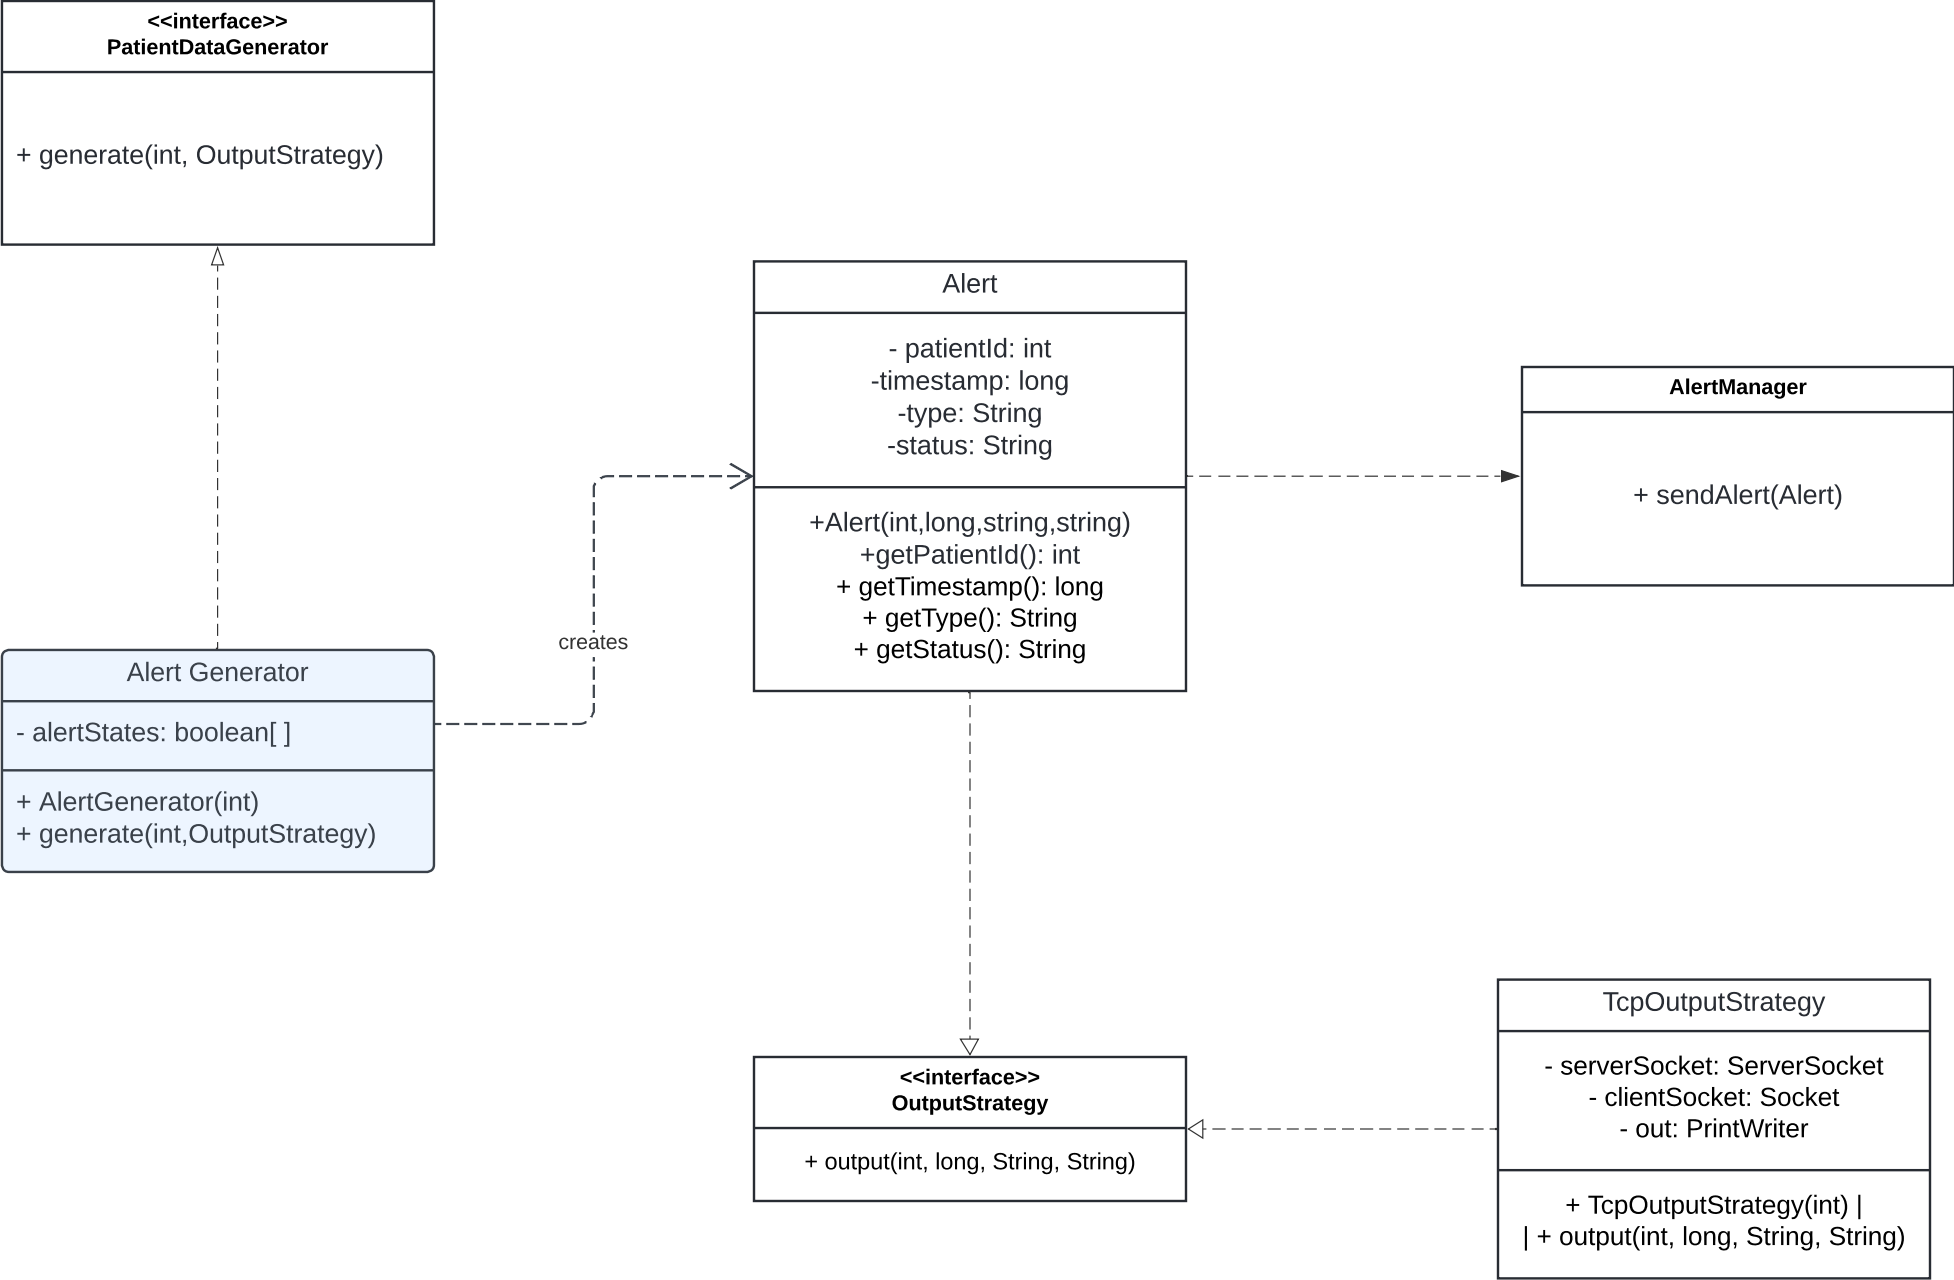 <<interface>>
PatientDataGenerator
+ generate(int, OutputStrategy)
Alert
- patientId: int
-timestamp: long
-type: String
-status: String
+Alert(int,long,string,string)
+getPatientId(): int
+ getTimestamp(): long
+ getType(): String
+ getStatus(): String
AlertManager
+ sendAlert(Alert)
creates
Alert Generator
- alertStates: boolean[ ]
+ AlertGenerator(int)
+ generate(int,OutputStrategy)
<<interface>>
OutputStrategy
+ output(int, long, String, String)
TcpOutputStrategy
- serverSocket: ServerSocket
- clientSocket: Socket
- out: PrintWriter
+ TcpOutputStrategy(int) |
| + output(int, long, String, String)